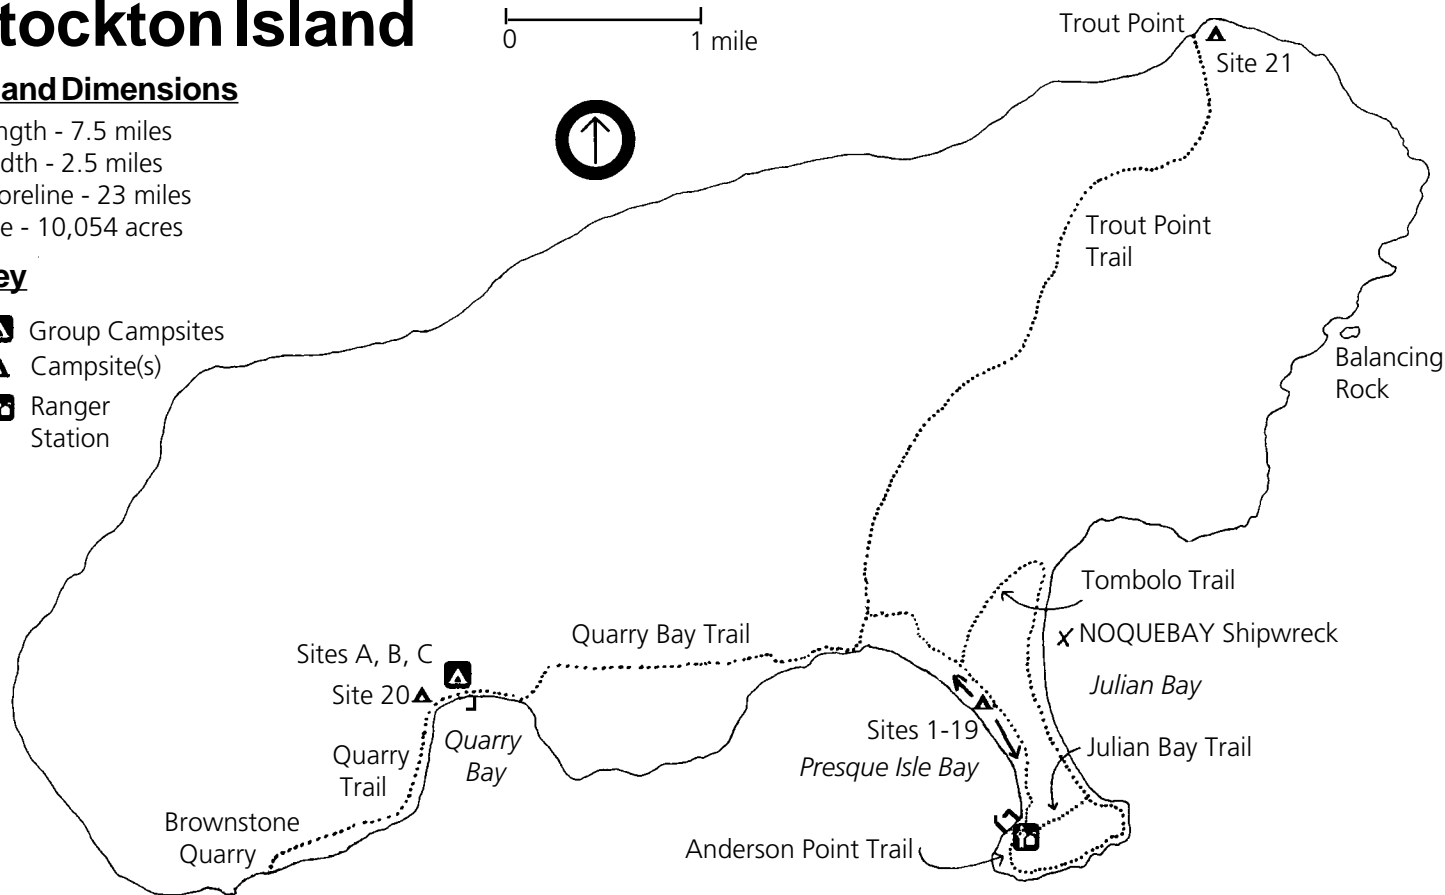 tockton Island
0 1 mile
and Dimensions
ngth - 7.5 miles
dth - 2.5 miles
oreline - 23 miles
e - 10,054 acres
ey
Group Campsites
Campsite(s)
Ranger
Station
Trout Point
Site 21
Trout Point
Trail
Balancing
Rock
Tombolo Trail
X NOQUEBAY Shipwreck
Julian Bay
Quarry Bay Trail
Sites A, B, C
Site 20
Quarry
Bay
Quarry
Trail
Sites 1-19
Presque Isle Bay
Julian Bay Trail
Brownstone
Quarry
Anderson Point Trail